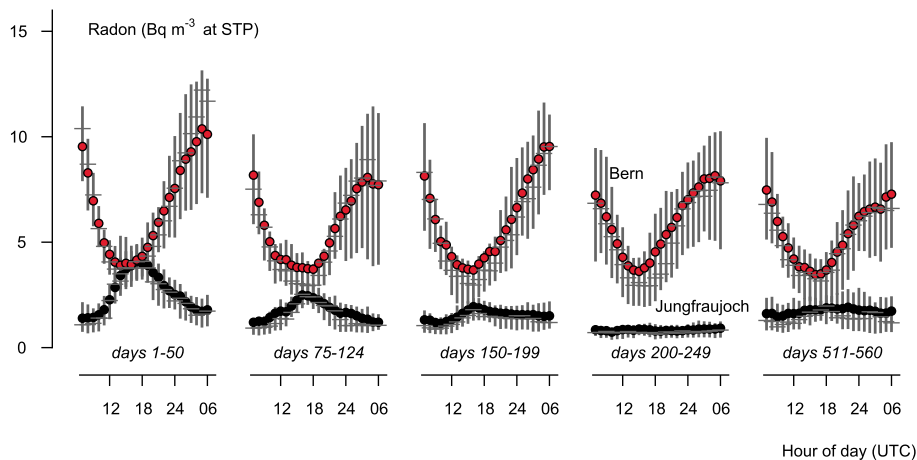 15
Radon (Bq m-3 at STP)
10
Bern
5
Jungfraujoch
0
days 1-50 days 75-124 days 150-199 days 200-249 days 511-560
12 18 24 06 12 18 24 06 12 18 24 06 12 18 24 06 12 18 24 06
Hour of day (UTC)